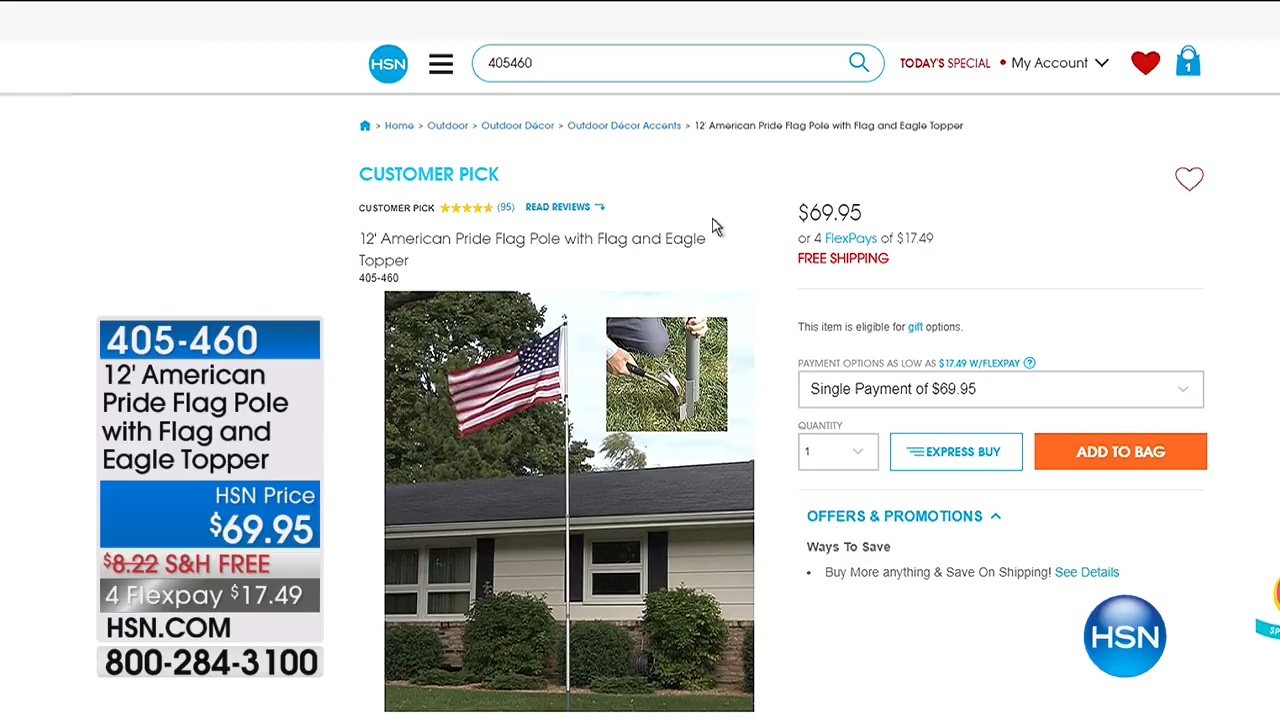 HSN
405460
TODAY'S SPECIAL • My Account
1
> Home > Outdoor > Outdoor Décor > Outdoor Décor Accents > 12' American Pride Flag Pole with Flag and Eagle Topper
CUSTOMER PICK
CUSTOMER PICK (95) READ REVIEWS
12' American Pride Flag Pole with Flag and Eagle
Topper
405-460
$69.95
or 4 FlexPays of $17.49
FREE SHIPPING
This item is eligible for gift options.
PAYMENT OPTIONS AS LOW AS $17.49 W/FLEXPAY ?
Single Payment of $69.95
QUANTITY
1
EXPRESS BUY
ADD TO BAG
OFFERS & PROMOTIONS
Ways To Save
• Buy More anything & Save On Shipping! See Details
405-460
12' American
Pride Flag Pole
with Flag and
Eagle Topper
HSN Price
$69.95
$8.22 S&H FREE
4 Flexpay $17.49
HSN.COM
800-284-3100
HSN